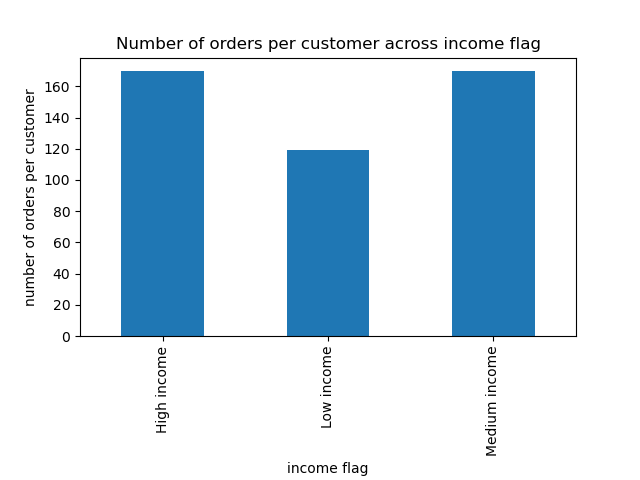 Number of orders per customer across income flag
number of orders per customer
160
140
120
100
80
60
40
20
0
High income
Low income
Medium income
income flag